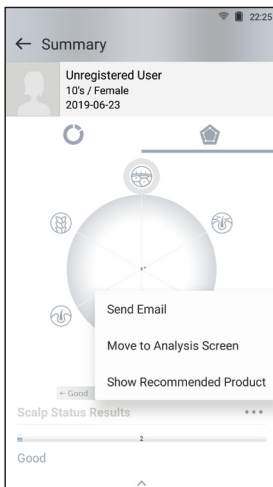 22:25
← Summary
Unregistered User
10's / Female
2019-06-23
Send Email
Move to Analysis Screen
Show Recommended Product
← Good
Scalp Status Results
2
Good